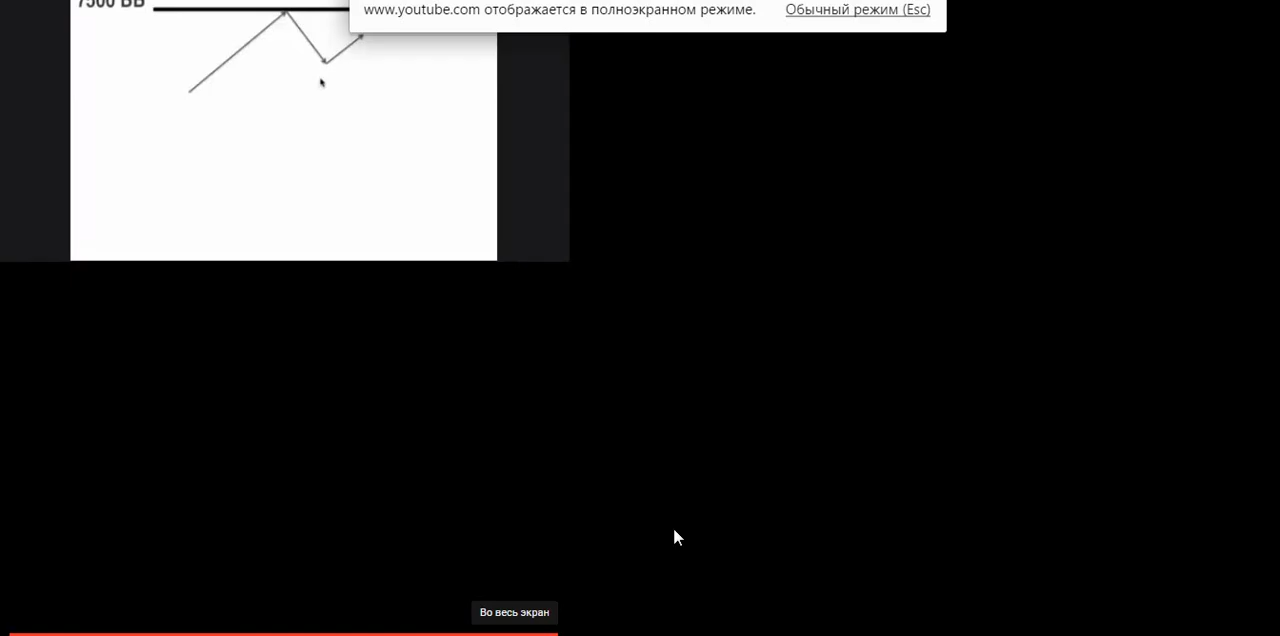 7500 BB
www.youtube.com отображается в полноэкранном режиме. Обычный режим (Esc)
Во весь экран